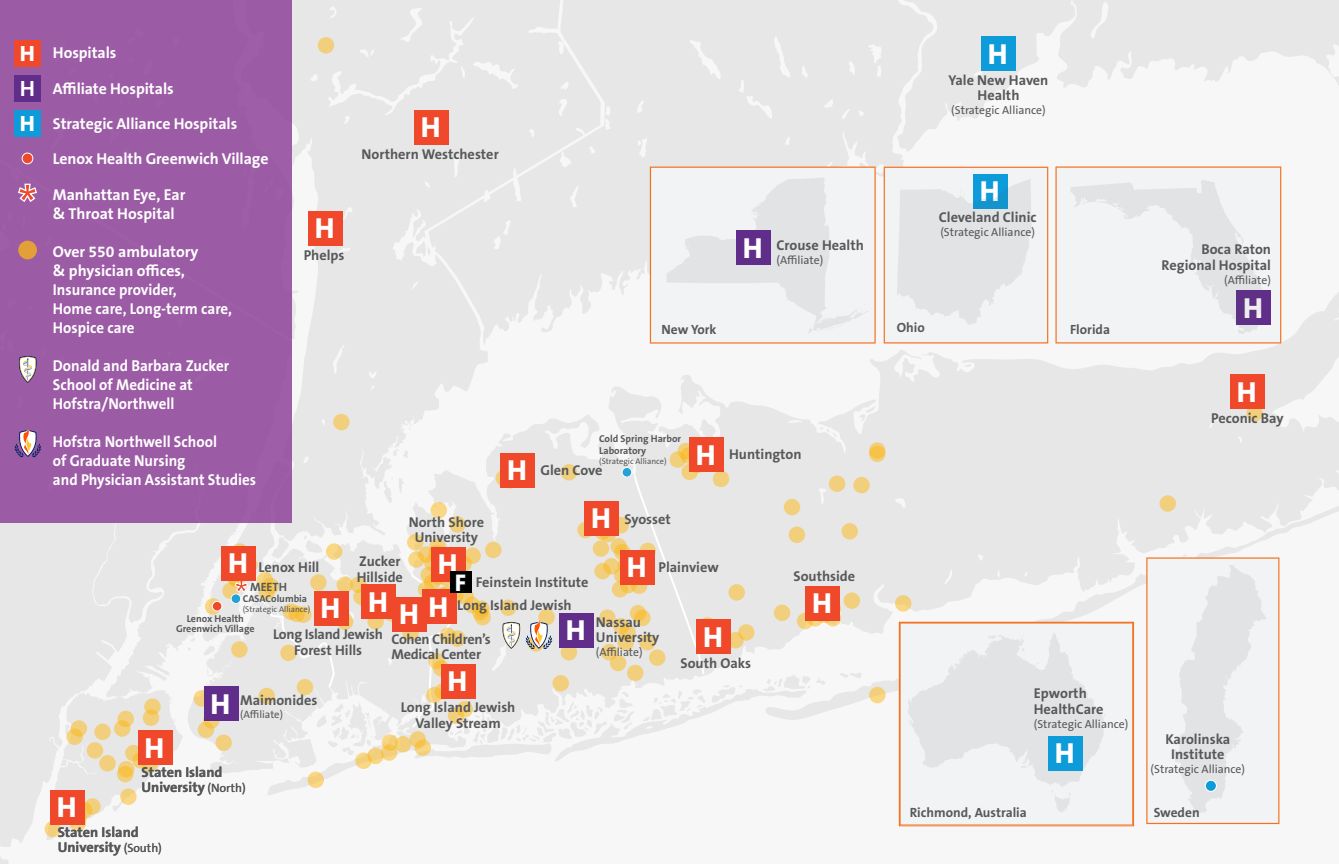 H Hospitals
H Affiliate Hospitals
H Strategic Alliance Hospitals
Lenox Health Greenwich Village
Manhattan Eye, Ear
& Throat Hospital
Over 550 ambulatory
& physician offices,
Insurance provider,
Home care, Long-term care,
Hospice care
Donald and Barbara Zucker
School of Medicine at
Hofstra/Northwell
Hofstra Northwell School
of Graduate Nursing
and Physician Assistant Studies
H
Yale New Haven
Health
(Strategic Alliance)
H
Northern Westchester
H
Phelps
H
Crouse Health
(Affiliate)
New York
H
Cleveland Clinic
(Strategic Alliance)
Ohio
Boca Raton
Regional Hospital
(Affiliate)
H
Florida
H
Peconic Bay
H
Glen Cove
Cold Spring Harbor
Laboratory
(Strategic Alliance)
H
Huntington
H
Syosset
North Shore
University
H
F
Feinstein Institute
H
Plainview
H
Lenox Hill
MEETH
CASAColumbia
(Strategic Alliance)
Lenox Health
Greenwich Village
Zucker
Hillside
H
H
Long Island Jewish
Forest Hills
H
Cohen Children's
Medical Center
H
Long Island Jewish
H
Nassau
University
(Affiliate)
Southside
H
H
South Oaks
H
Long Island Jewish
Valley Stream
H
Maimonides
(Affiliate)
H
Staten Island
University (North)
H
Staten Island
University (South)
Epworth
HealthCare
(Strategic Alliance)
H
Richmond, Australia
Karolinska
Institute
(Strategic Alliance)
Sweden